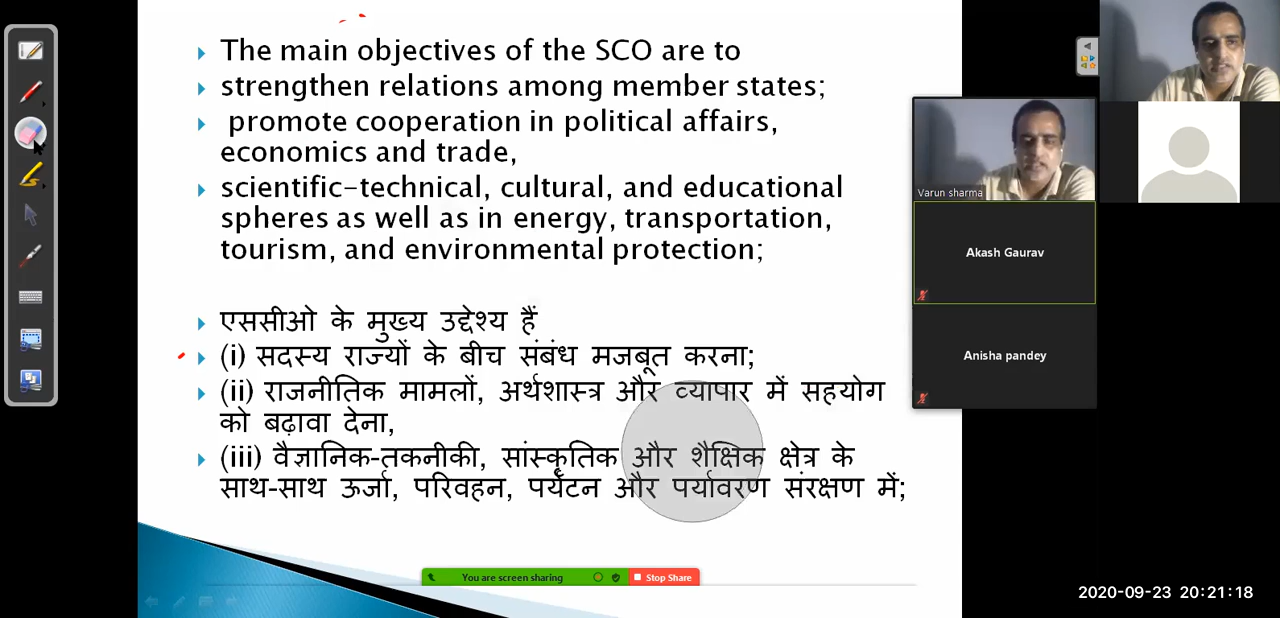 The main objectives of the SCO are to
strengthen relations among member states;
promote cooperation in political affairs,
economics and trade,
scientific-technical, cultural, and educational
spheres as well as in energy, transportation,
tourism, and environmental protection;
एससीओ के मुख्य उद्देश्य हैं
(i) सदस्य राज्यों के बीच संबंध मजबूत करना;
(ii) राजनीतिक मामलों, अर्थशास्त्र और व्यापार में सहयोग
को बढ़ावा देना,
(iii) वैज्ञानिक-तकनीकी, सांस्कृतिक और शैक्षिक क्षेत्र के
साथ-साथ ऊर्जा, परिवहन, पर्यटन और पर्यावरण संरक्षण में;
Varun sharma
Akash Gaurav
Anisha pandey
You are screen sharing
Stop Share
2020-09-23 20:21:18